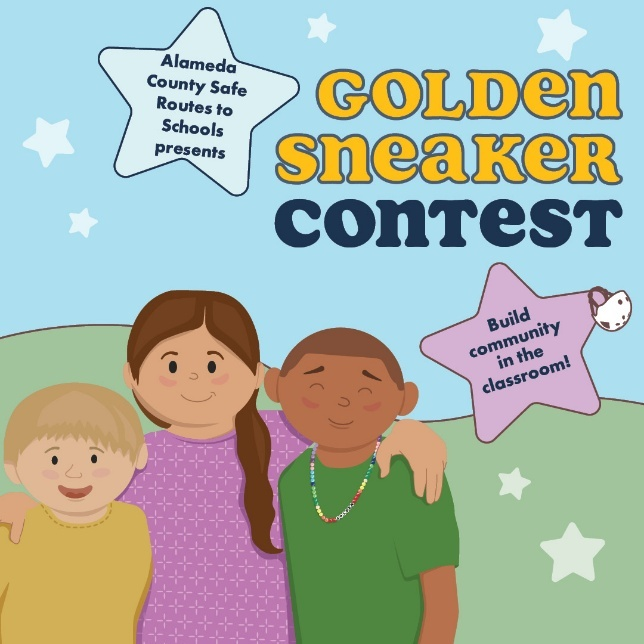 Alameda
County Safe
Routes to
Schools
presents
GOLDEN
SNEAKER
CONTEST
Build
community
in the
classroom!